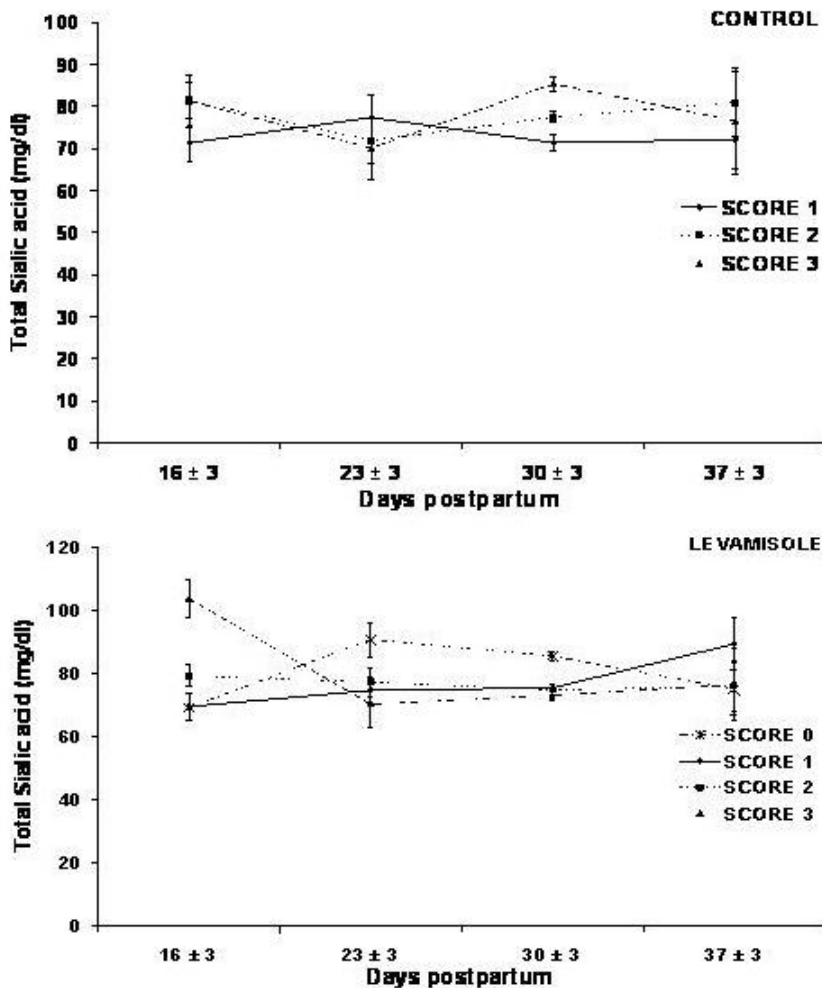 CONTROL
Total Sialic acid (mg/dl)
100
90
80
70
60
50
40
30
20
10
0
SCORE 1
SCORE 2
SCORE 3
16 ± 3 23 ± 3 30 ± 3 37 ± 3
Days postpartum
LEVAMISOLE
Total Sialic acid (mg/dl)
120
100
80
60
40
20
0
SCORE 0
SCORE 1
SCORE 2
SCORE 3
16 ± 3 23 ± 3 30 ± 3 37 ± 3
Days postpartum